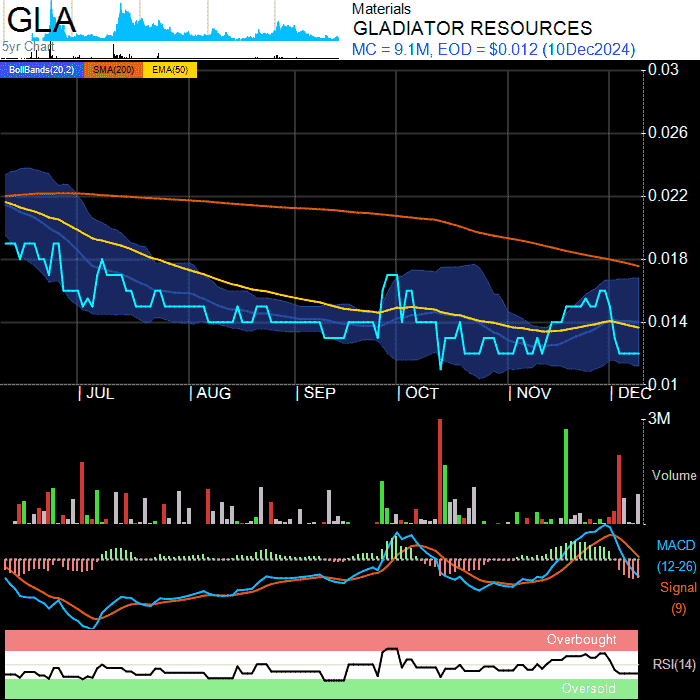 GLA
5yr Chart
Materials
GLADIATOR RESOURCES
MC = 9.1M, EOD = $0.012 (10Dec2024)
BollBands(20,2) SMA(200) EMA(50)
0.03
0.026
0.022
0.018
0.014
0.01
JUL AUG SEP OCT NOV DEC
3M
Volume
MACD
(12-26)
Signal
(9)
Overbought
RSI(14)
Oversold